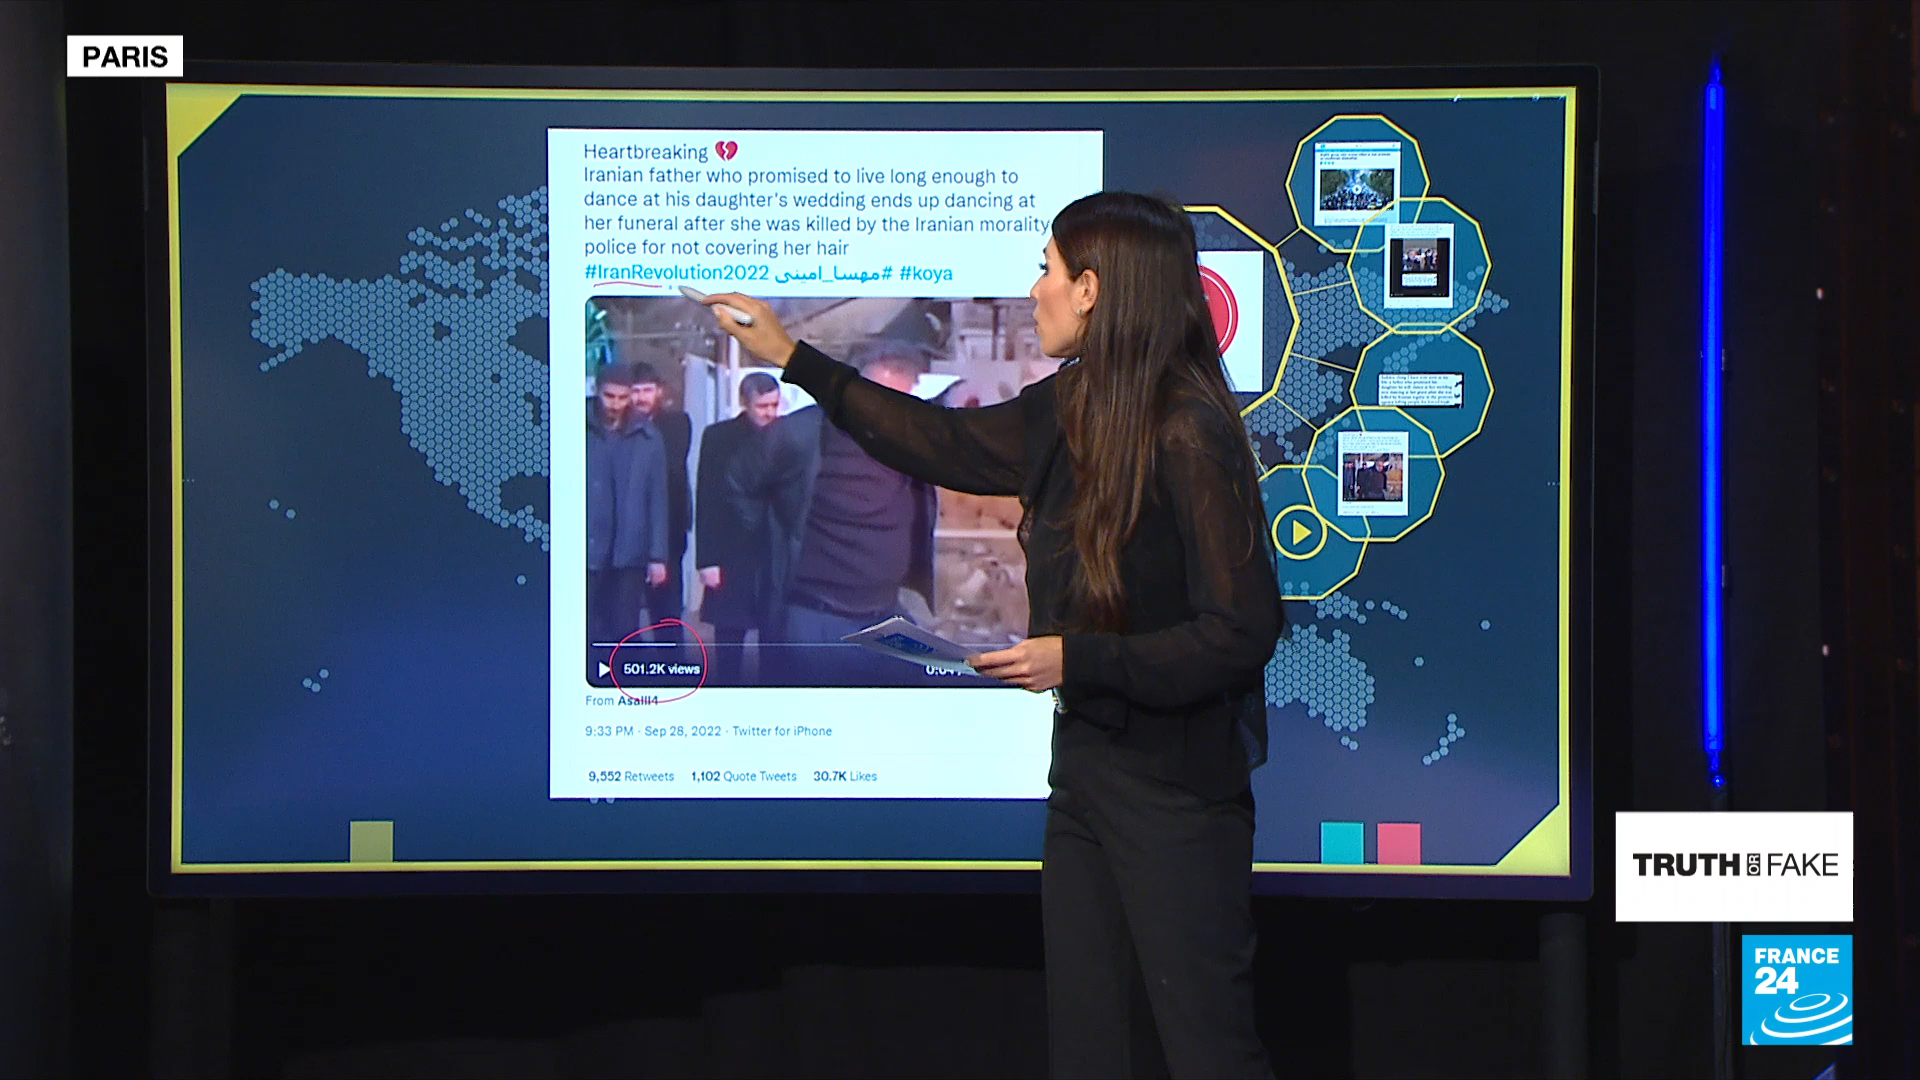 PARIS
Heartbreaking 💔
Iranian father who promised to live long enough to
dance at his daughter's wedding ends up dancing at
her funeral after she was killed by the Iranian morality
police for not covering her hair
#IranRevolution2022 #مهسا_امینی #koya
501.2K views
From Asalll4
9:33 PM · Sep 28, 2022 · Twitter for iPhone
9,552 Retweets 1,102 Quote Tweets 30.7K Likes
TRUTH OR FAKE
FRANCE
24